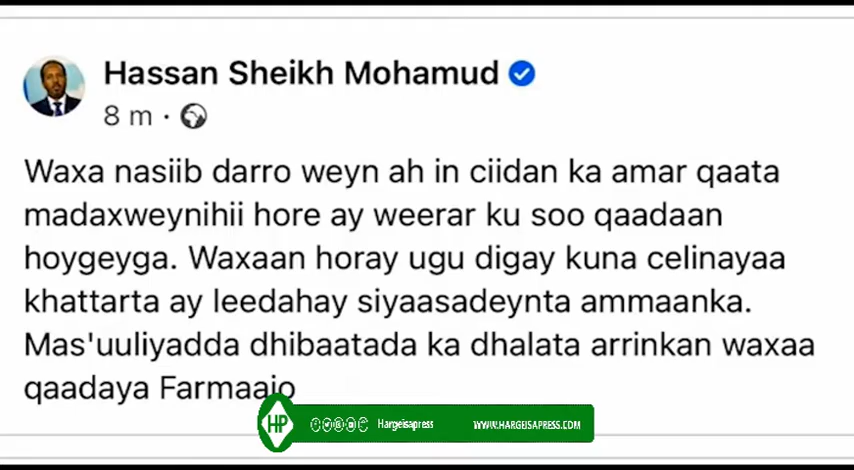 Hassan Sheikh Mohamud
8 m ·
Waxa nasiib darro weyn ah in ciidan ka amar qaata
madaxweynihii hore ay weerar ku soo qaadaan
hoygeyga. Waxaan horay ugu digay kuna celinayaa
khattarta ay leedahay siyaasadeynta ammaanka.
Mas'uuliyadda dhibaatada ka dhalata arrinkan waxaa
qaadaya Farmaajo
HP Hargeisapress WWW.HARGEISAPRESS.COM